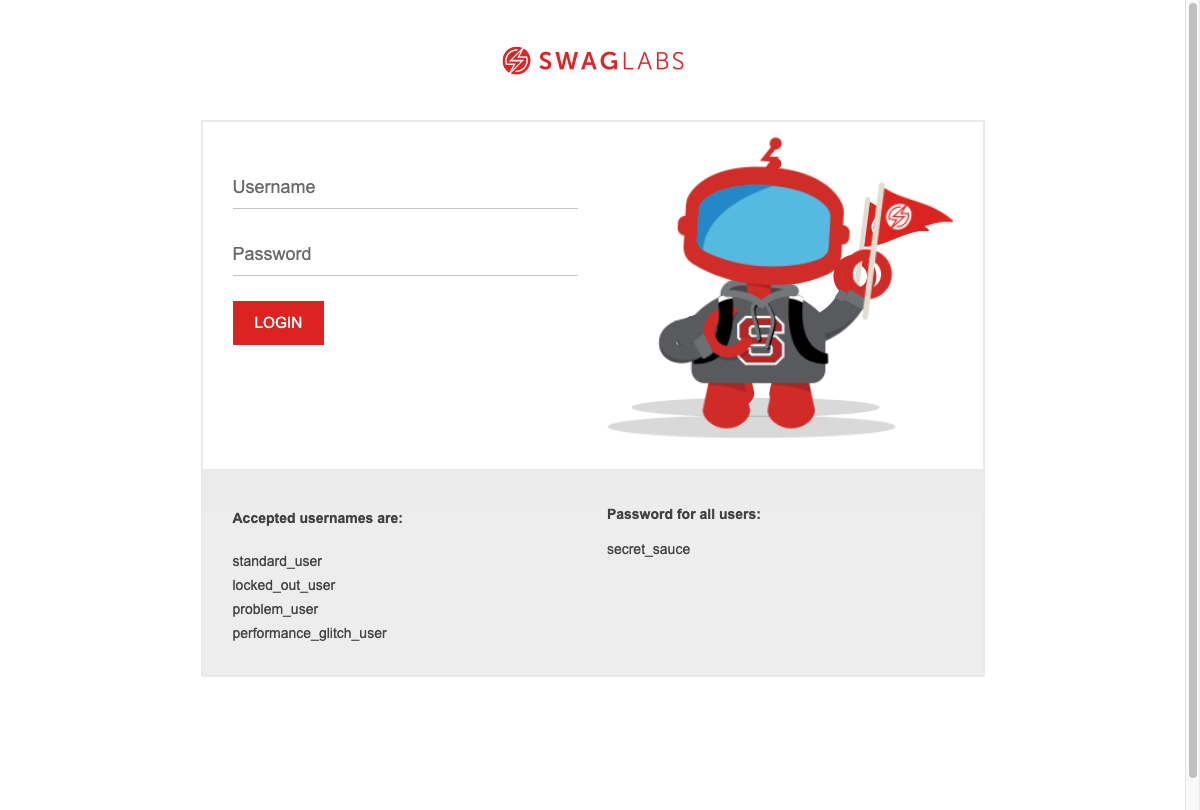 SWAGLABS
Username
Password
LOGIN
S
Accepted usernames are:
standard_user
locked_out_user
problem_user
performance_glitch_user
Password for all users:
secret_sauce